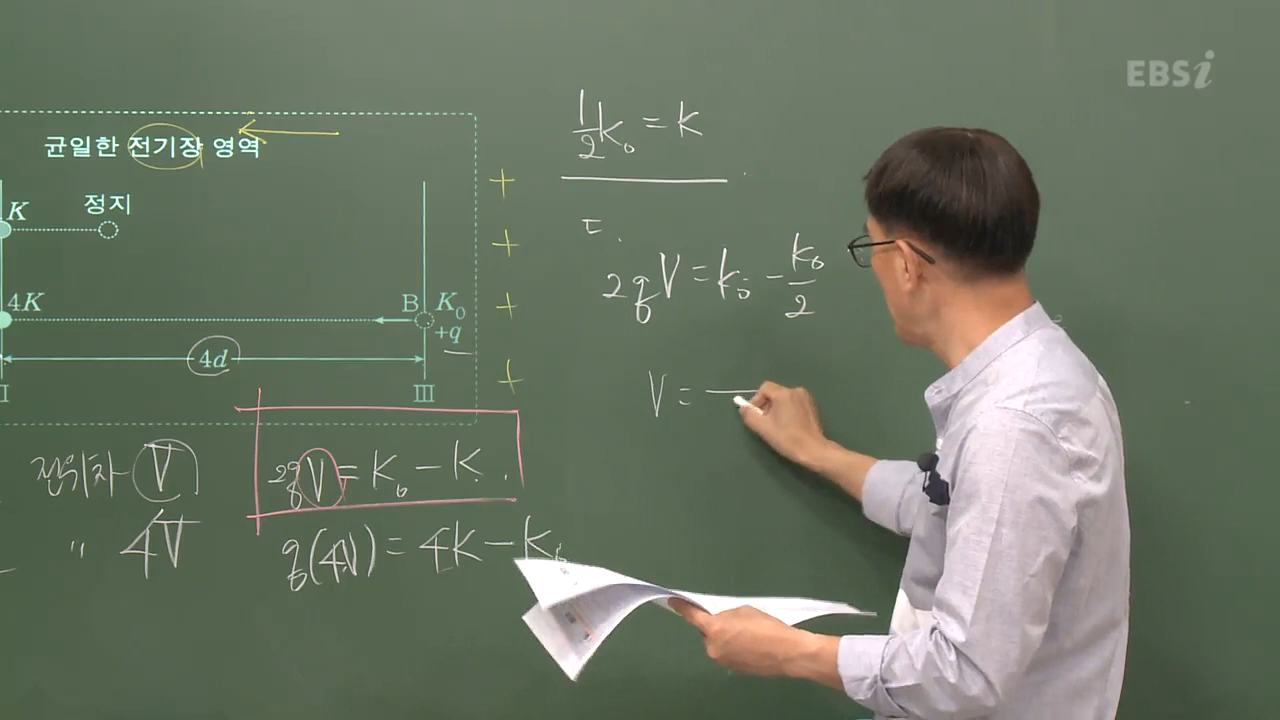 EBSi
균일한 전기장 영역
K 정지
4K B K₀
+q
4d
II III
+
+
+
+
전위차 V
〃 4V
2qV = K₀ - K
q(4V) = 4K - K₀
½K₀ = K
ㄷ.
2qV = K₀ - K₀/2
V =